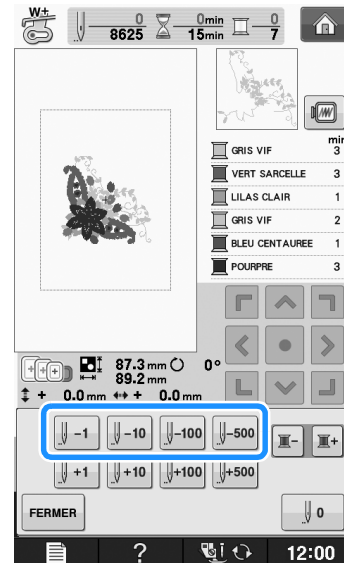 W+
0
8625
0min
15min
0
7
min
GRIS VIF 3
VERT SARCELLE 3
LILAS CLAIR 1
GRIS VIF 2
BLEU CENTAUREE 1
POURPRE 3
87.3 mm 0°
89.2 mm
+ 0.0 mm + 0.0 mm
-1 -10 -100 -500 - +
+1 +10 +100 +500
FERMER 0
? i 12:00